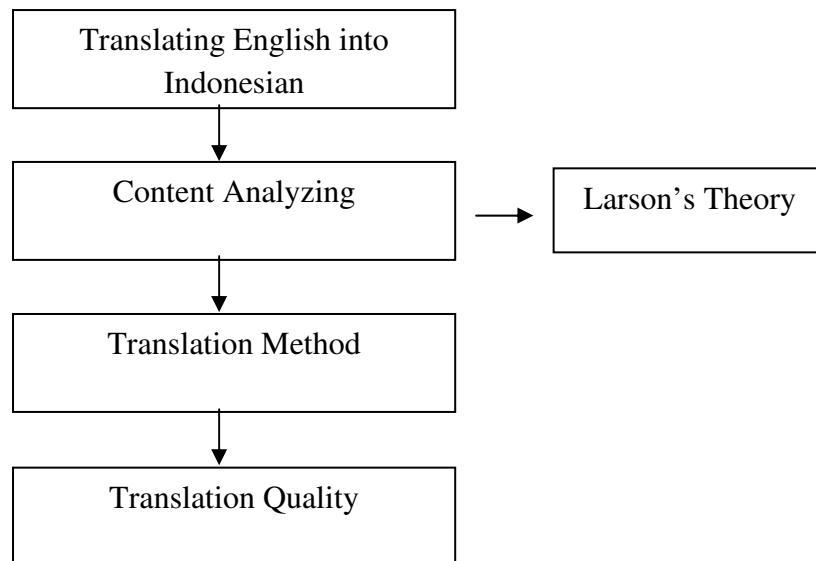 Translating English into
Indonesian
Content Analyzing
Larson’s Theory
Translation Method
Translation Quality